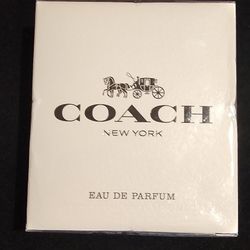 COACH
NEW YORK
EAU DE PARFUM